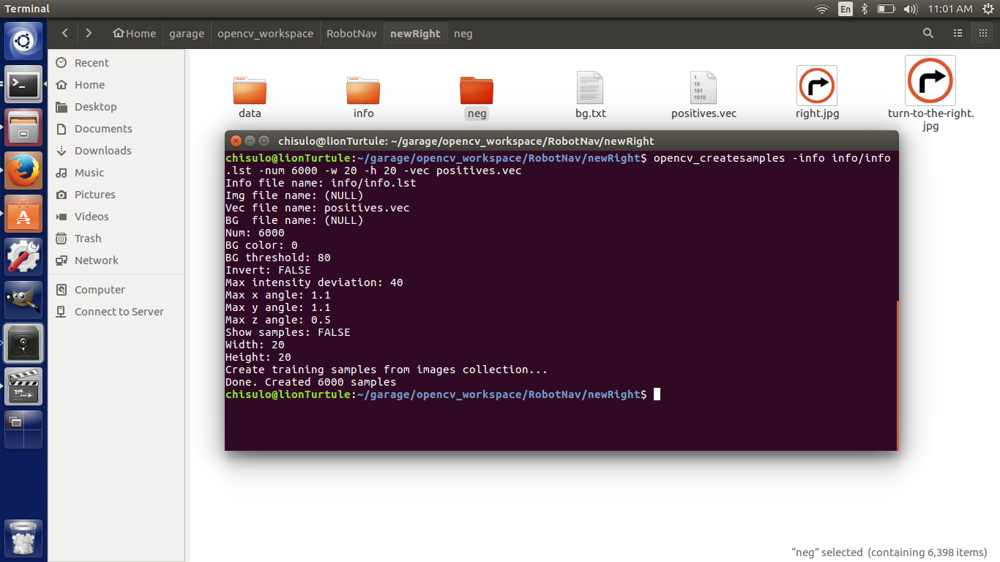 Terminal
En
11:01 AM
Home
garage
opencv_workspace
RobotNav
newRight
neg
Recent
Home
Desktop
Documents
Downloads
Music
Pictures
Videos
Trash
Network
Computer
Connect to Server
data
info
neg
bg.txt
1
10
101
1010
positives.vec
right.jpg
turn-to-the-right.
jpg
chisulo@lionTurtule: ~/garage/opencv_workspace/RobotNav/newRight
chisulo@lionTurtule:~/garage/opencv_workspace/RobotNav/newRight$ opencv_createsamples -info info/info
.lst -num 6000 -w 20 -h 20 -vec positives.vec
Info file name: info/info.lst
Img file name: (NULL)
Vec file name: positives.vec
BG  file name: (NULL)
Num: 6000
BG color: 0
BG threshold: 80
Invert: FALSE
Max intensity deviation: 40
Max x angle: 1.1
Max y angle: 1.1
Max z angle: 0.5
Show samples: FALSE
Width: 20
Height: 20
Create training samples from images collection...
Done. Created 6000 samples
chisulo@lionTurtule:~/garage/opencv_workspace/RobotNav/newRight$
“neg” selected (containing 6,398 items)